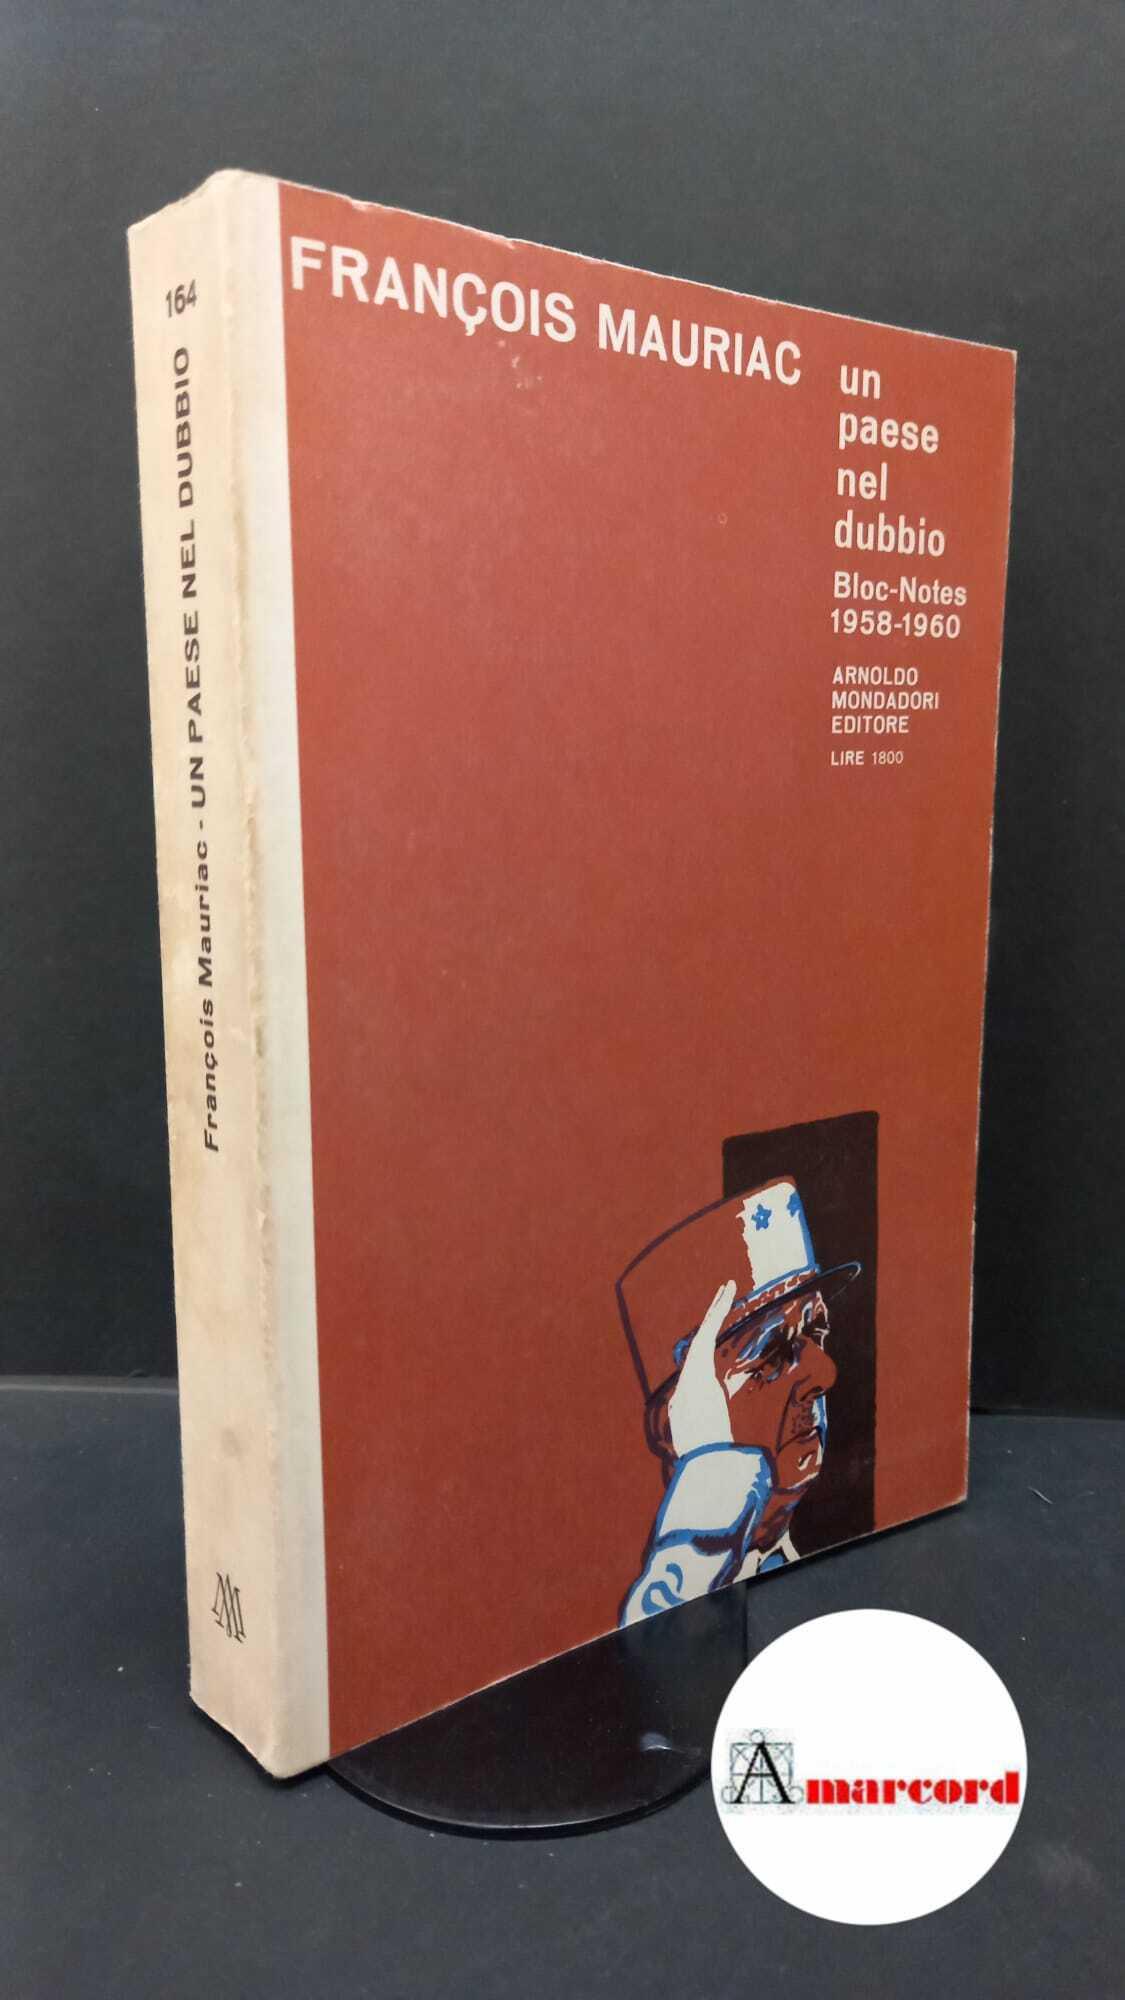 164
François Mauriac - UN PAESE NEL DUBBIO
FRANÇOIS MAURIAC
un
paese
nel
dubbio
Bloc-Notes
1958-1960
ARNOLDO
MONDADORI
EDITORE
LIRE 1800
Amarcord